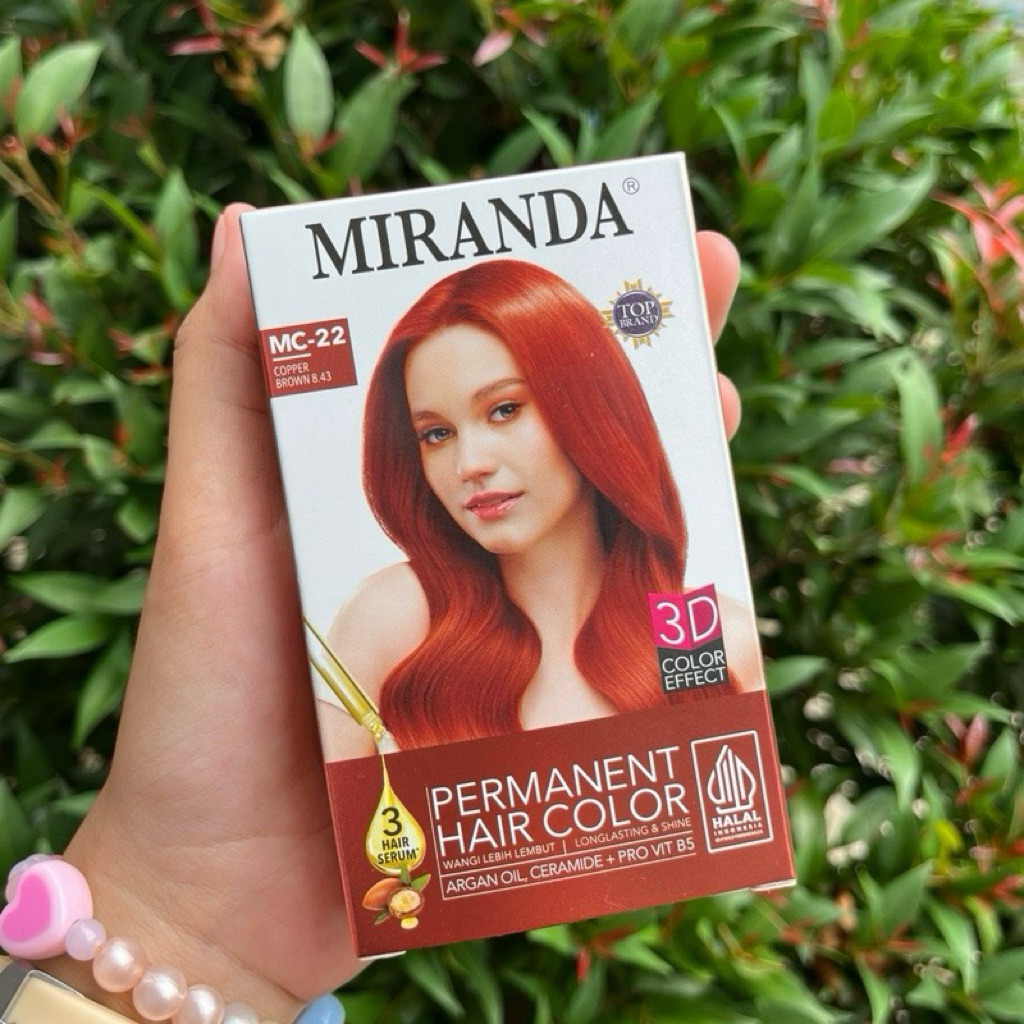 MIRANDA®
TOP
BRAND
MC-22
COPPER
BROWN 8.43
3D
COLOR
EFFECT
PERMANENT
HAIR COLOR
WANGI LEBIH LEMBUT | LONGLASTING & SHINE
ARGAN OIL, CERAMIDE + PRO VIT B5
3
HAIR
SERUM*
HALAL
INDONESIA